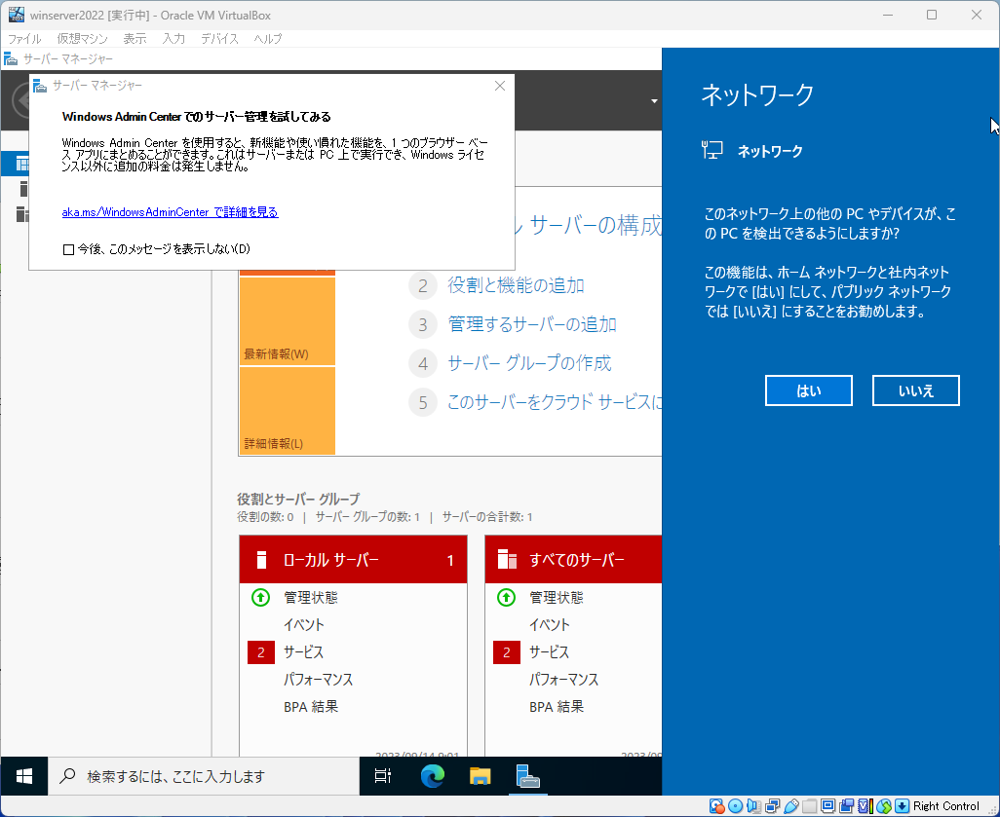 winserver2022 [実行中] - Oracle VM VirtualBox
ファイル 仮想マシン 表示 入力 デバイス ヘルプ
サーバー マネージャー
サーバー マネージャー
Windows Admin Center でのサーバー管理を試してみる
Windows Admin Center を使用すると、新機能や使い慣れた機能を、1 つのブラウザー ベー
ス アプリにまとめることができます。これはサーバーまたは PC 上で実行でき、Windows ライセ
ンス以外に追加の料金は発生しません。
aka.ms/WindowsAdminCenter で詳細を見る
今後、このメッセージを表示しない(D)
ル サーバーの構成
2 役割と機能の追加
3 管理するサーバーの追加
4 サーバー グループの作成
5 このサーバーをクラウド サービスに
最新情報(W)
詳細情報(L)
役割とサーバー グループ
役割の数: 0 | サーバー グループの数: 1 | サーバーの合計数: 1
ローカル サーバー 1
管理状態
イベント
2 サービス
パフォーマンス
BPA 結果
2023/09/14 9:01
すべてのサーバー
管理状態
イベント
2 サービス
パフォーマンス
BPA 結果
2023/09
ネットワーク
ネットワーク
このネットワーク上の他の PC やデバイスが、こ
の PC を検出できるようにしますか?
この機能は、ホーム ネットワークと社内ネット
ワークで [はい] にして、パブリック ネットワーク
では [いいえ] にすることをお勧めします。
はい いいえ
検索するには、ここに入力します
Right Control